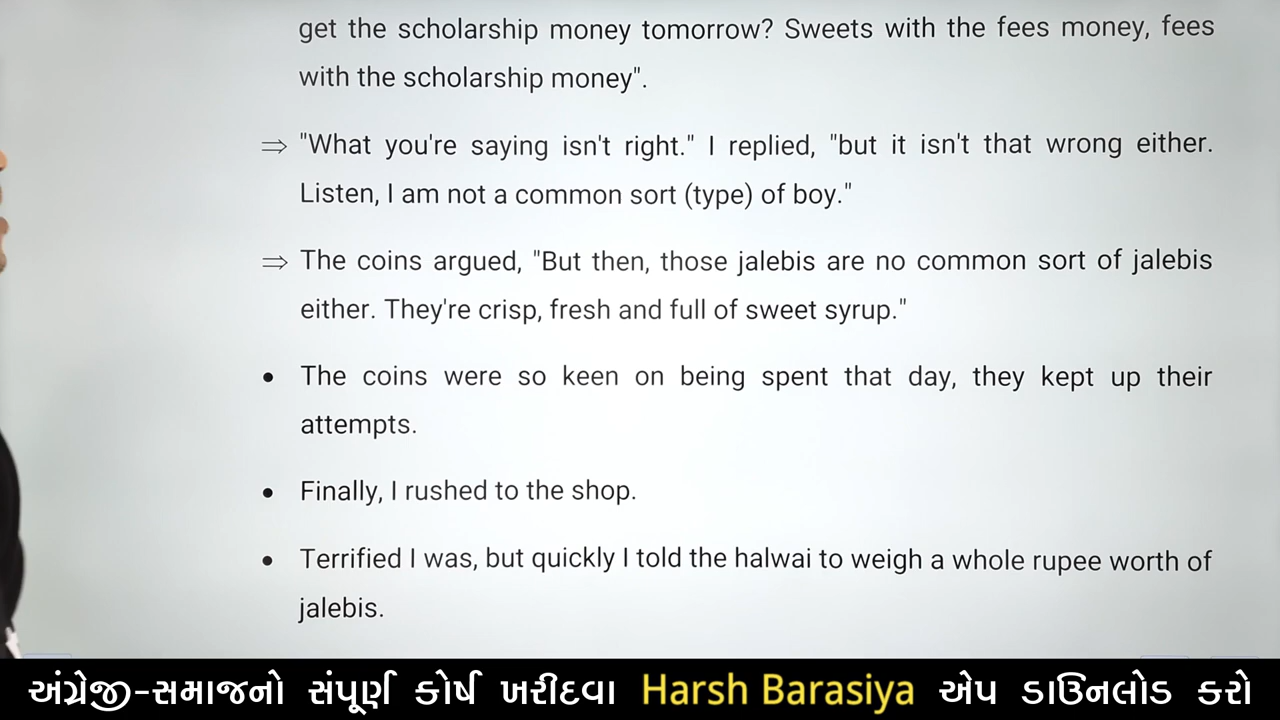 get the scholarship money tomorrow? Sweets with the fees money, fees
with the scholarship money".
⇒ "What you're saying isn't right." I replied, "but it isn't that wrong either.
Listen, I am not a common sort (type) of boy."
⇒ The coins argued, "But then, those jalebis are no common sort of jalebis
either. They're crisp, fresh and full of sweet syrup."
• The coins were so keen on being spent that day, they kept up their
attempts.
• Finally, I rushed to the shop.
• Terrified I was, but quickly I told the halwai to weigh a whole rupee worth of
jalebis.
અંગ્રેજી-સમાજનો સંપૂર્ણ કોર્ષ ખરીદવા Harsh Barasiya એપ ડાઉનલોડ કરો